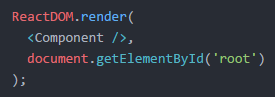 ReactDOM.render(
  <Component />,
  document.getElementById('root')
);